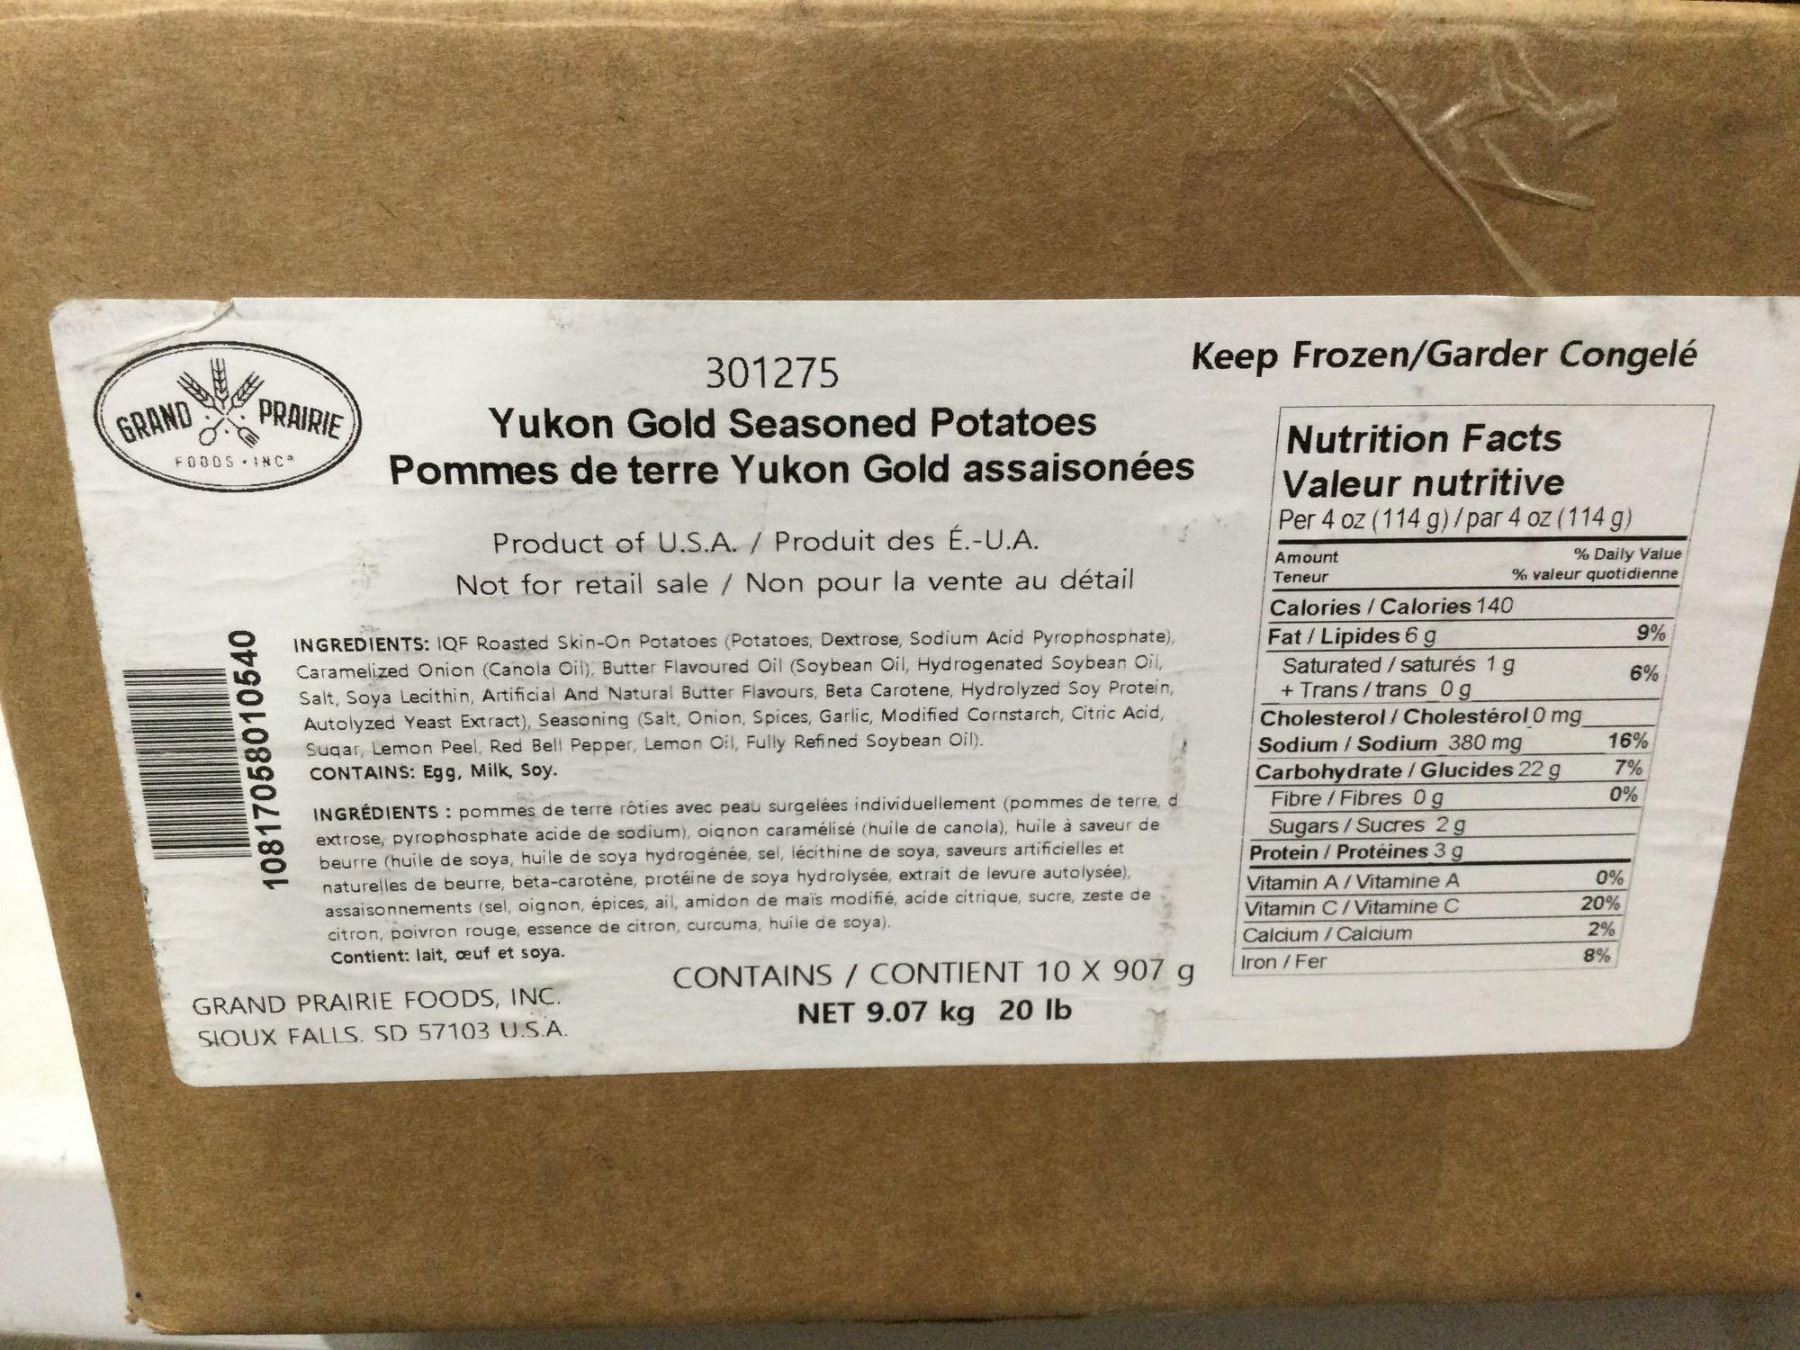 GRAND PRAIRIE
FOODS • INC
301275
Yukon Gold Seasoned Potatoes
Pommes de terre Yukon Gold assaisonées
Product of U.S.A. / Produit des É.-U.A.
Not for retail sale / Non pour la vente au détail
10817058010540
INGREDIENTS: IQF Roasted Skin-On Potatoes (Potatoes, Dextrose, Sodium Acid Pyrophosphate),
Caramelized Onion (Canola Oil), Butter Flavoured Oil (Soybean Oil, Hydrogenated Soybean Oil,
Salt, Soya Lecithin, Artificial And Natural Butter Flavours, Beta Carotene, Hydrolyzed Soy Protein,
Autolyzed Yeast Extract), Seasoning (Salt, Onion, Spices, Garlic, Modified Cornstarch, Citric Acid,
Sugar, Lemon Peel, Red Bell Pepper, Lemon Oil, Fully Refined Soybean Oil).
CONTAINS: Egg, Milk, Soy.
INGRÉDIENTS : pommes de terre rôties avec peau surgelées individuellement (pommes de terre, d
extrose, pyrophosphate acide de sodium), oignon caramélisé (huile de canola), huile à saveur de
beurre (huile de soya, huile de soya hydrogénée, sel, lécithine de soya, saveurs artificielles et
naturelles de beurre, bêta-carotène, protéine de soya hydrolysée, extrait de levure autolysée),
assaisonnements (sel, oignon, épices, ail, amidon de maïs modifié, acide citrique, sucre, zeste de
citron, poivron rouge, essence de citron, curcuma, huile de soya).
Contient: lait, œuf et soya.
GRAND PRAIRIE FOODS, INC.
SIOUX FALLS. SD 57103 U.S.A.
CONTAINS / CONTIENT 10 X 907 g
NET 9.07 kg 20 lb
Keep Frozen/Garder Congelé
Nutrition Facts
Valeur nutritive
Per 4 oz (114 g) / par 4 oz (114 g)
Amount % Daily Value
Teneur % valeur quotidienne
Calories / Calories 140
Fat / Lipides 6 g 9%
Saturated / saturés 1 g 6%
+ Trans / trans 0 g
Cholesterol / Cholestérol 0 mg
Sodium / Sodium 380 mg 16%
Carbohydrate / Glucides 22 g 7%
Fibre / Fibres 0 g 0%
Sugars / Sucres 2 g
Protein / Protéines 3 g
Vitamin A / Vitamine A 0%
Vitamin C / Vitamine C 20%
Calcium / Calcium 2%
Iron / Fer 8%